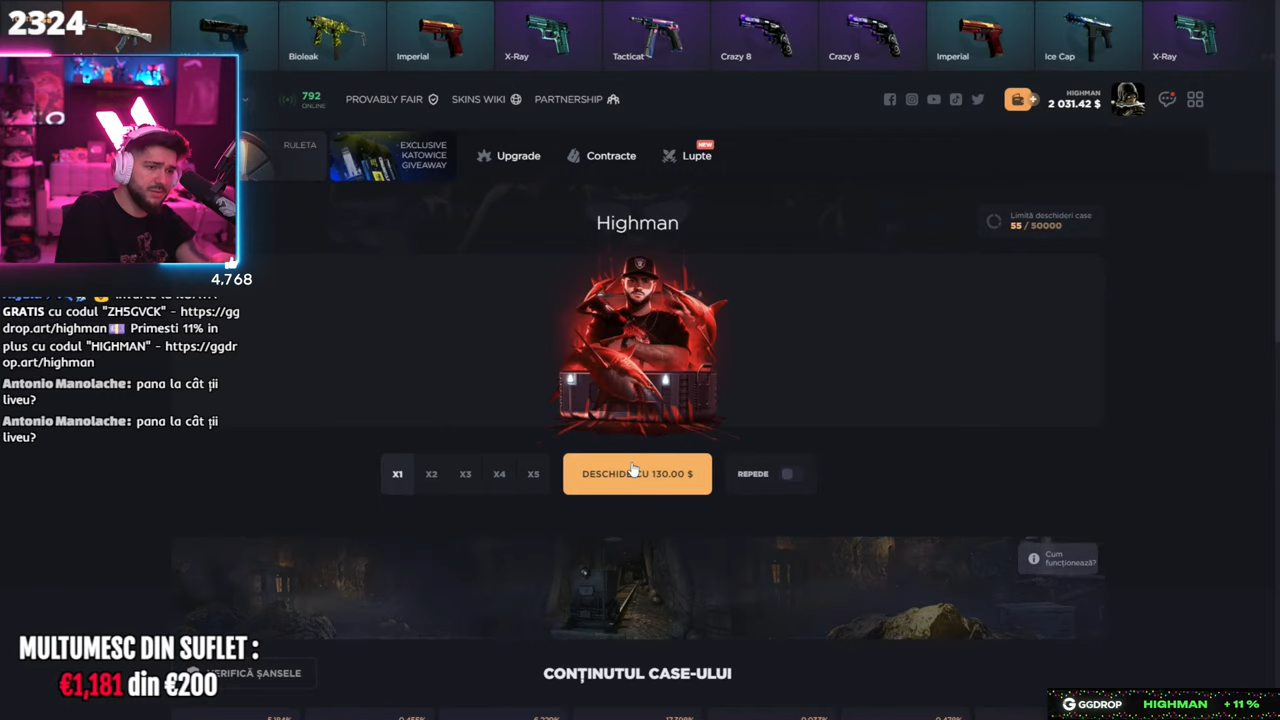 2324
Bioleak
Imperial
X-Ray
Tacticat
Crazy 8
Crazy 8
Imperial
Ice Cap
X-Ray
792
ONLINE
PROVABLY FAIR
SKINS WIKI
PARTNERSHIP
HIGHMAN
2 031.42 $
RULETA
EXCLUSIVE
KATOWICE
GIVEAWAY
Upgrade
Contracte
Lupte
NEW
Highman
Limită deschideri case
55 / 50000
4,768
GRATIS cu codul "ZH5GVCK" - https://gg
drop.art/highman Primesti 11% in
plus cu codul "HIGHMAN" - https://ggdr
op.art/highman
Antonio Manolache: pana la cât ții
liveu?
Antonio Manolache: pana la cât ții
liveu?
X1
X2
X3
X4
X5
DESCHIDE CU 130.00 $
REPEDE
Cum
funcționează?
MULTUMESC DIN SUFLET :
€1,181 din €200
VERIFICĂ ȘANSELE
CONȚINUTUL CASE-ULUI
GGDROP
HIGHMAN
+ 11 %